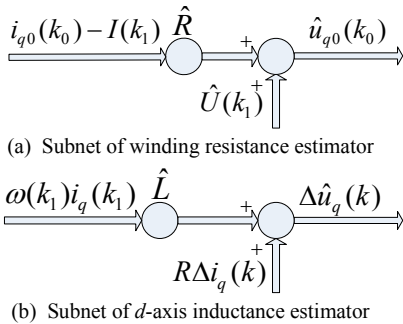 i_{q0}(k_0) − I(k_1) R̂ + û_{q0}(k_0)
Û(k_1) +
(a) Subnet of winding resistance estimator
ω(k_1)i_q(k_1) L̂ + Δû_q(k)
RΔi_q(k) +
(b) Subnet of d-axis inductance estimator